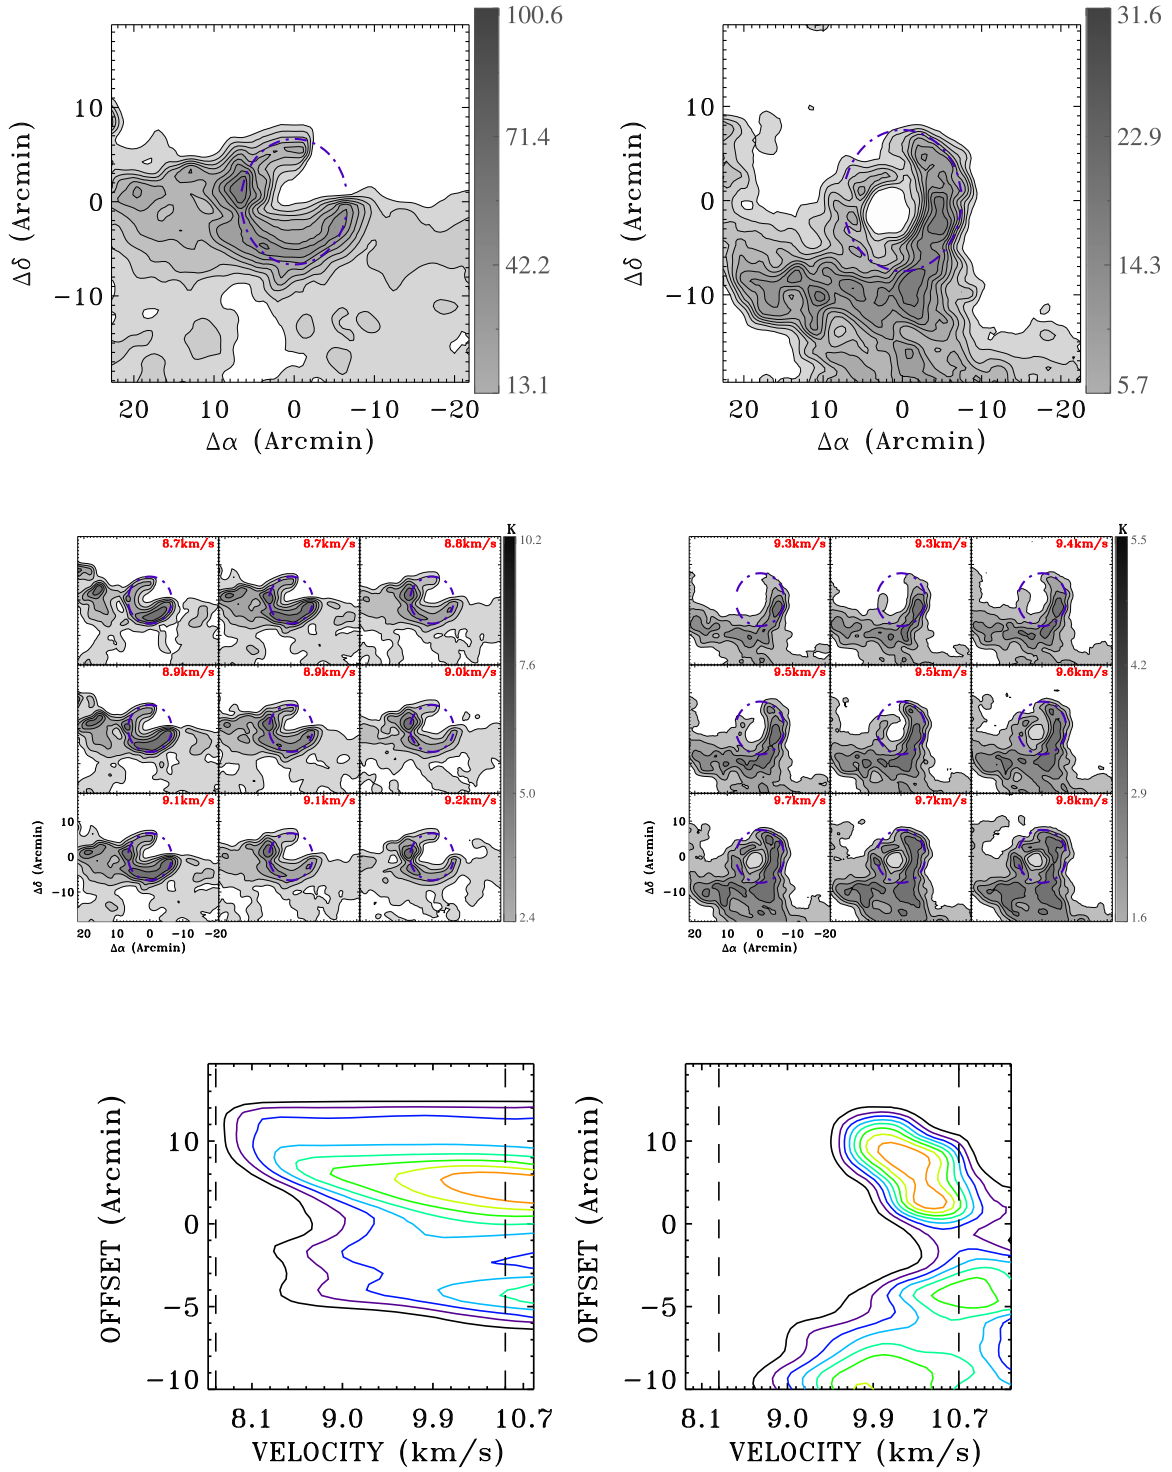 100.6
71.4
42.2
13.1
10
0
−10
20 10 0 −10 −20
Δδ (Arcmin)
Δα (Arcmin)
31.6
22.9
14.3
5.7
10
0
−10
20 10 0 −10 −20
Δδ (Arcmin)
Δα (Arcmin)
K
10.2
7.6
5.0
2.4
8.7km/s 8.7km/s 8.8km/s
8.9km/s 8.9km/s 9.0km/s
9.1km/s 9.1km/s 9.2km/s
10
0
−10
20 10 0 −10 −20
Δδ (Arcmin)
Δα (Arcmin)
K
5.5
4.2
2.9
1.6
9.3km/s 9.3km/s 9.4km/s
9.5km/s 9.5km/s 9.6km/s
9.7km/s 9.7km/s 9.8km/s
10
0
−10
20 10 0 −10 −20
Δδ (Arcmin)
Δα (Arcmin)
10
0
−5
−10
8.1 9.0 9.9 10.7
OFFSET (Arcmin)
VELOCITY (km/s)
10
0
−5
−10
8.1 9.0 9.9 10.7
OFFSET (Arcmin)
VELOCITY (km/s)